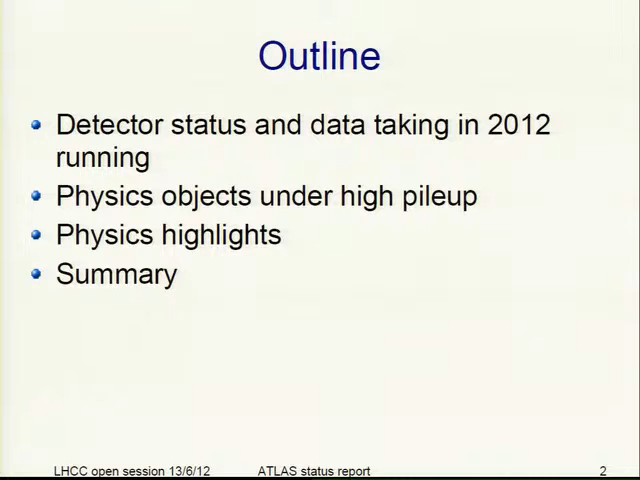 Outline
Detector status and data taking in 2012
running
Physics objects under high pileup
Physics highlights
Summary
LHCC open session 13/6/12 ATLAS status report 2